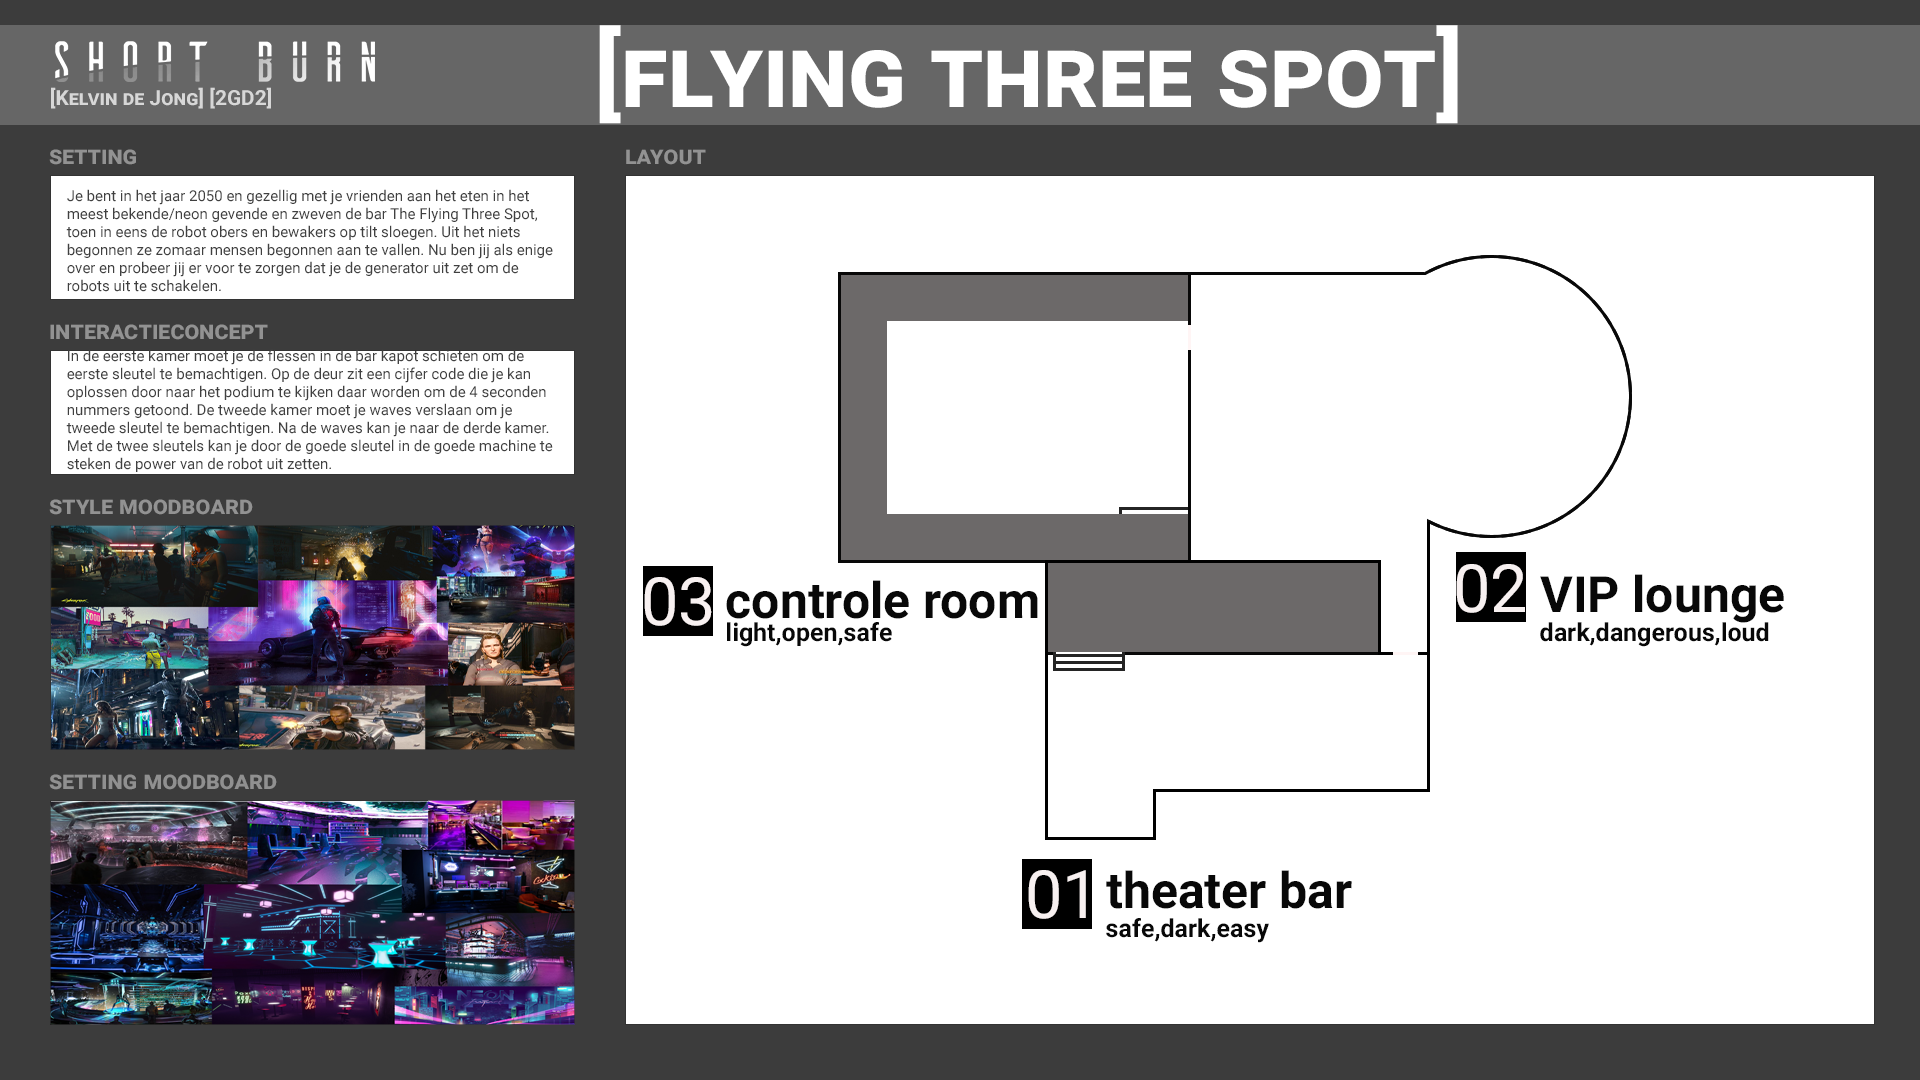 SHORT BURN
[KELVIN DE JONG] [2GD2]
[FLYING THREE SPOT]
SETTING
Je bent in het jaar 2050 en gezellig met je vrienden aan het eten in het
meest bekende/neon gevende en zweven de bar The Flying Three Spot,
toen in eens de robot obers en bewakers op tilt sloegen. Uit het niets
begonnen ze zomaar mensen begonnen aan te vallen. Nu ben jij als enige
over en probeer jij er voor te zorgen dat je de generator uit zet om de
robots uit te schakelen.
INTERACTIECONCEPT
In de eerste kamer moet je de flessen in de bar kapot schieten om de
eerste sleutel te bemachtigen. Op de deur zit een cijfer code die je kan
oplossen door naar het podium te kijken daar worden om de 4 seconden
nummers getoond. De tweede kamer moet je waves verslaan om je
tweede sleutel te bemachtigen. Na de waves kan je naar de derde kamer.
Met de twee sleutels kan je door de goede sleutel in de goede machine te
steken de power van de robot uit zetten.
STYLE MOODBOARD
SETTING MOODBOARD
LAYOUT
03 controle room
light,open,safe
02 VIP lounge
dark,dangerous,loud
01 theater bar
safe,dark,easy